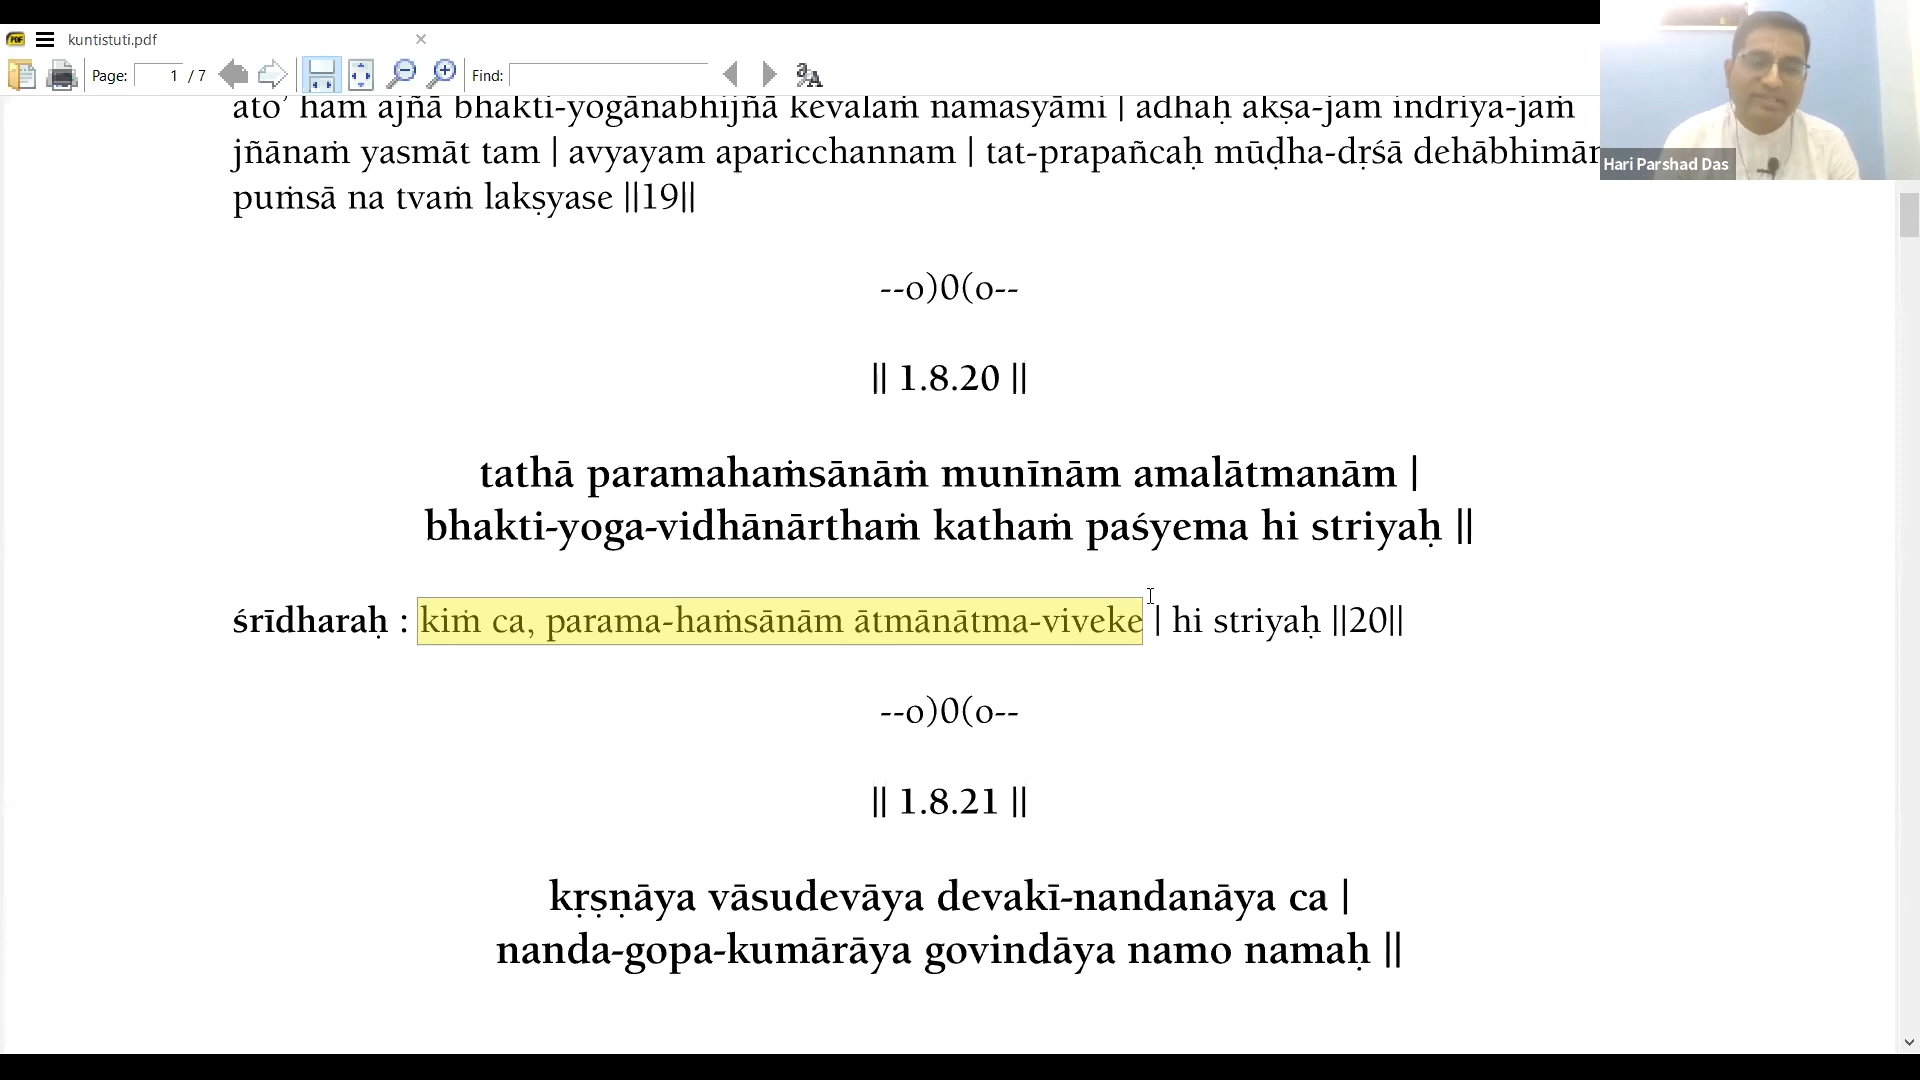 kuntistuti.pdf
Page: 1 / 7 Find:
ato' ham ajñā bhakti-yogānabhijñā kevalaṁ namasyāmi | adhaḥ akṣa-jam indriya-jaṁ
jñānaṁ yasmāt tam | avyayam aparicchannam | tat-prapañcaḥ mūḍha-dṛśā
Hari Parshad Das
puṁsā na tvaṁ lakṣyase ||19||
--o)0(o--
|| 1.8.20 ||
tathā paramahaṁsānāṁ munīnām amalātmanām |
bhakti-yoga-vidhānārthaṁ kathaṁ paśyema hi striyaḥ ||
śrīdharaḥ : kiṁ ca, parama-haṁsānām ātmānātma-viveke | hi striyaḥ ||20||
--o)0(o--
|| 1.8.21 ||
kṛṣṇāya vāsudevāya devakī-nandanāya ca |
nanda-gopa-kumārāya govindāya namo namaḥ ||